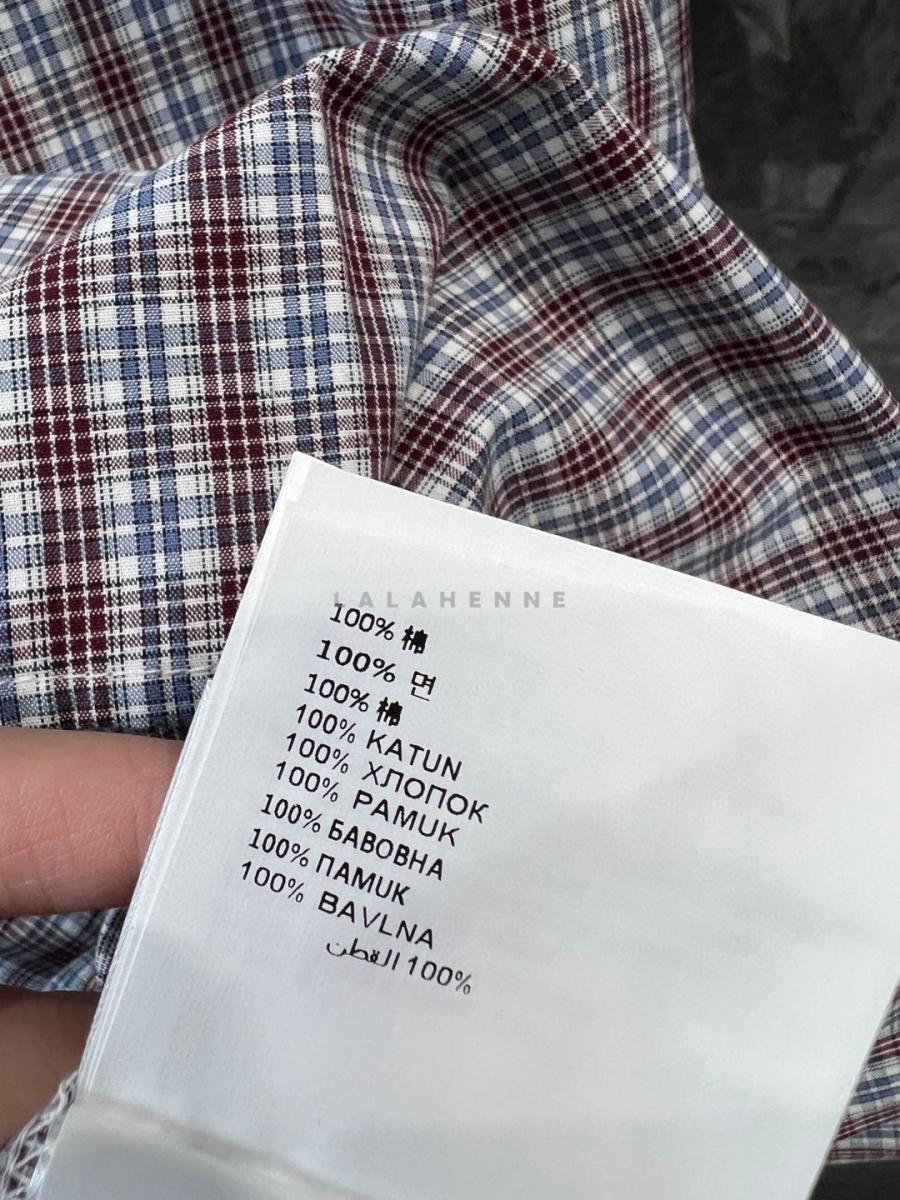 LALAHENNE
100% 棉
100% 면
100% 棉
100% KATUN
100% ХЛОПОК
100% PAMUK
100% БАВОВНА
100% ПАМУК
100% BAVLNA
100% القطن